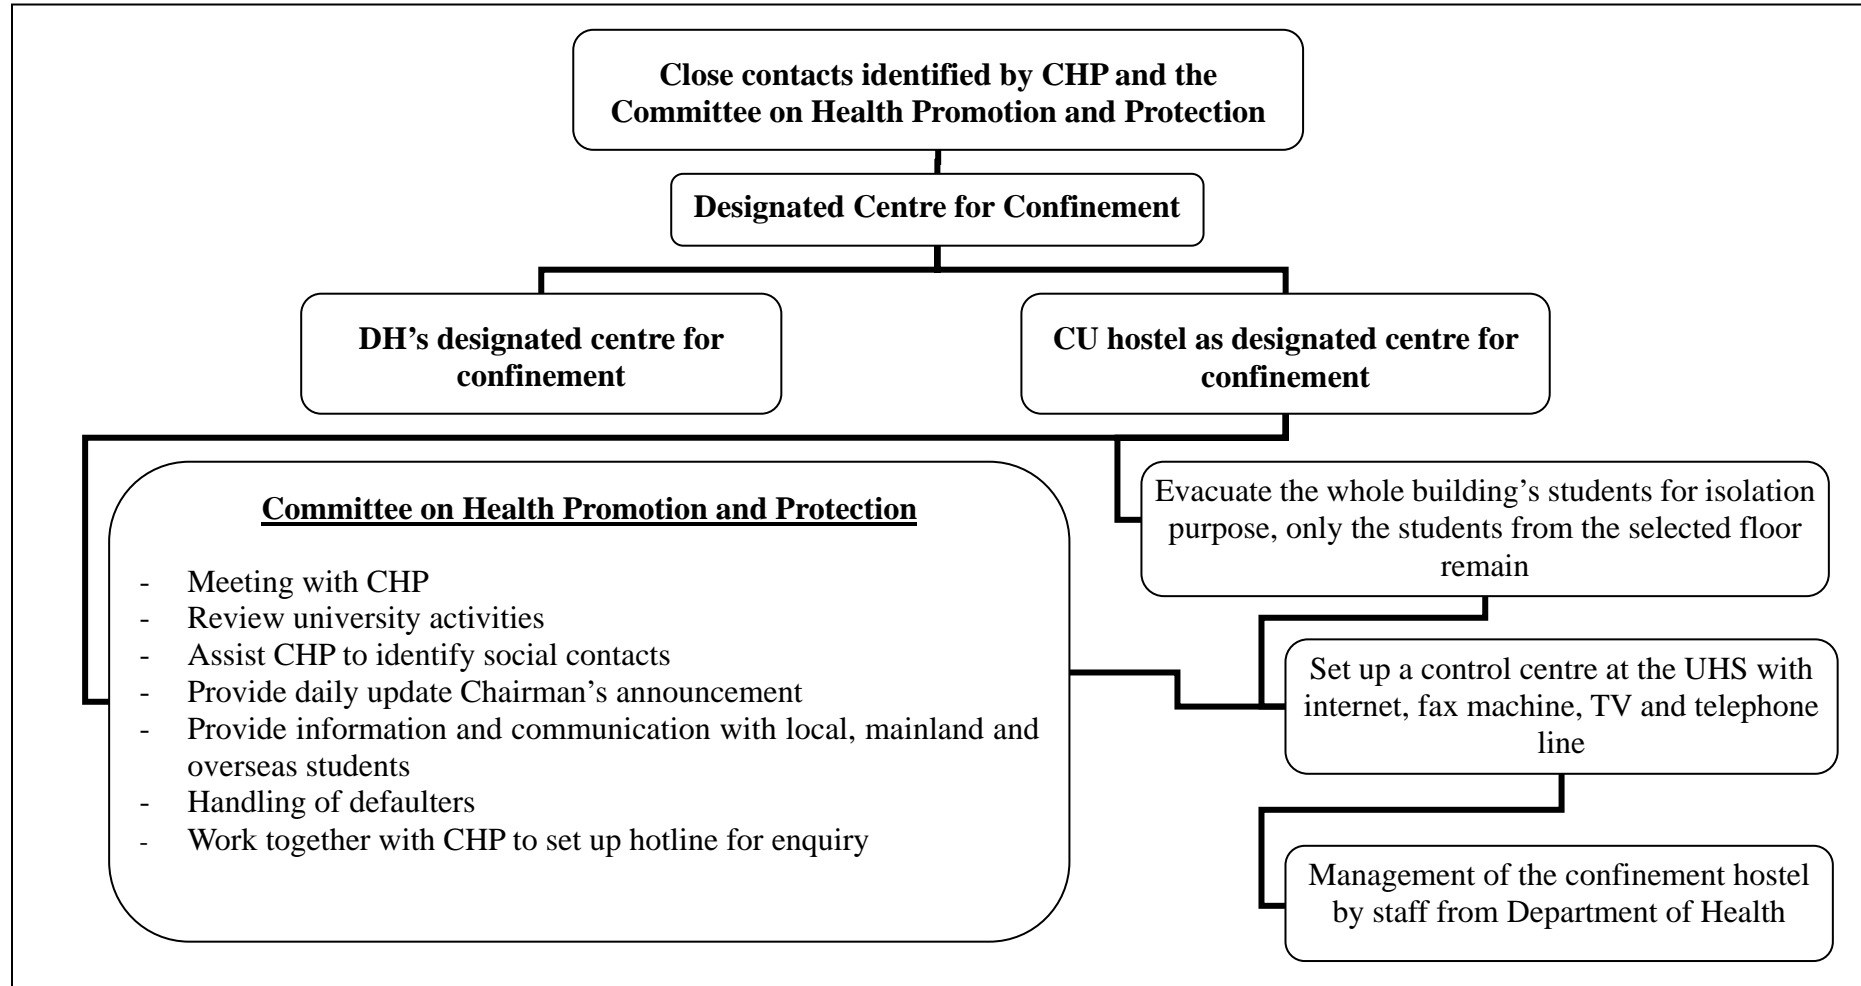 Close contacts identified by CHP and the
Committee on Health Promotion and Protection
Designated Centre for Confinement
DH’s designated centre for
confinement
CU hostel as designated centre for
confinement
Committee on Health Promotion and Protection
- Meeting with CHP
- Review university activities
- Assist CHP to identify social contacts
- Provide daily update Chairman’s announcement
- Provide information and communication with local, mainland and
overseas students
- Handling of defaulters
- Work together with CHP to set up hotline for enquiry
Evacuate the whole building’s students for isolation
purpose, only the students from the selected floor
remain
Set up a control centre at the UHS with
internet, fax machine, TV and telephone
line
Management of the confinement hostel
by staff from Department of Health